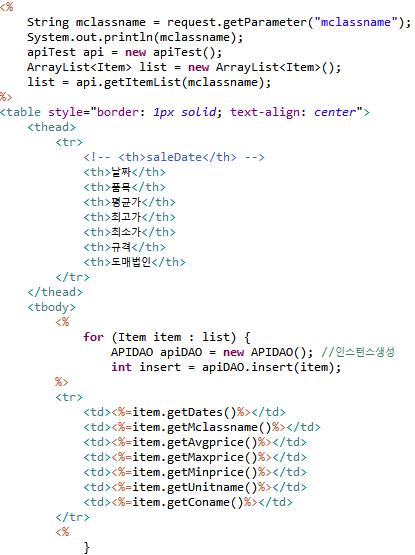 <%
String mclassname = request.getParameter("mclassname");
System.out.println(mclassname);
apiTest api = new apiTest();
ArrayList<Item> list = new ArrayList<Item>();
list = api.getItemList(mclassname);
%>
<table style="border: 1px solid; text-align: center">
<thead>
<tr>
<!-- <th>saleDate</th> -->
<th>날짜</th>
<th>품목</th>
<th>평균가</th>
<th>최고가</th>
<th>최소가</th>
<th>규격</th>
<th>도매법인</th>
</tr>
</thead>
<tbody>
<%
for (Item item : list) {
APIDAO apiDAO = new APIDAO(); //인스턴스생성
int insert = apiDAO.insert(item);
%>
<tr>
<td><%=item.getDates()%></td>
<td><%=item.getMclassname()%></td>
<td><%=item.getAvgprice()%></td>
<td><%=item.getMaxprice()%></td>
<td><%=item.getMinprice()%></td>
<td><%=item.getUnitname()%></td>
<td><%=item.getConame()%></td>
</tr>
<%
}